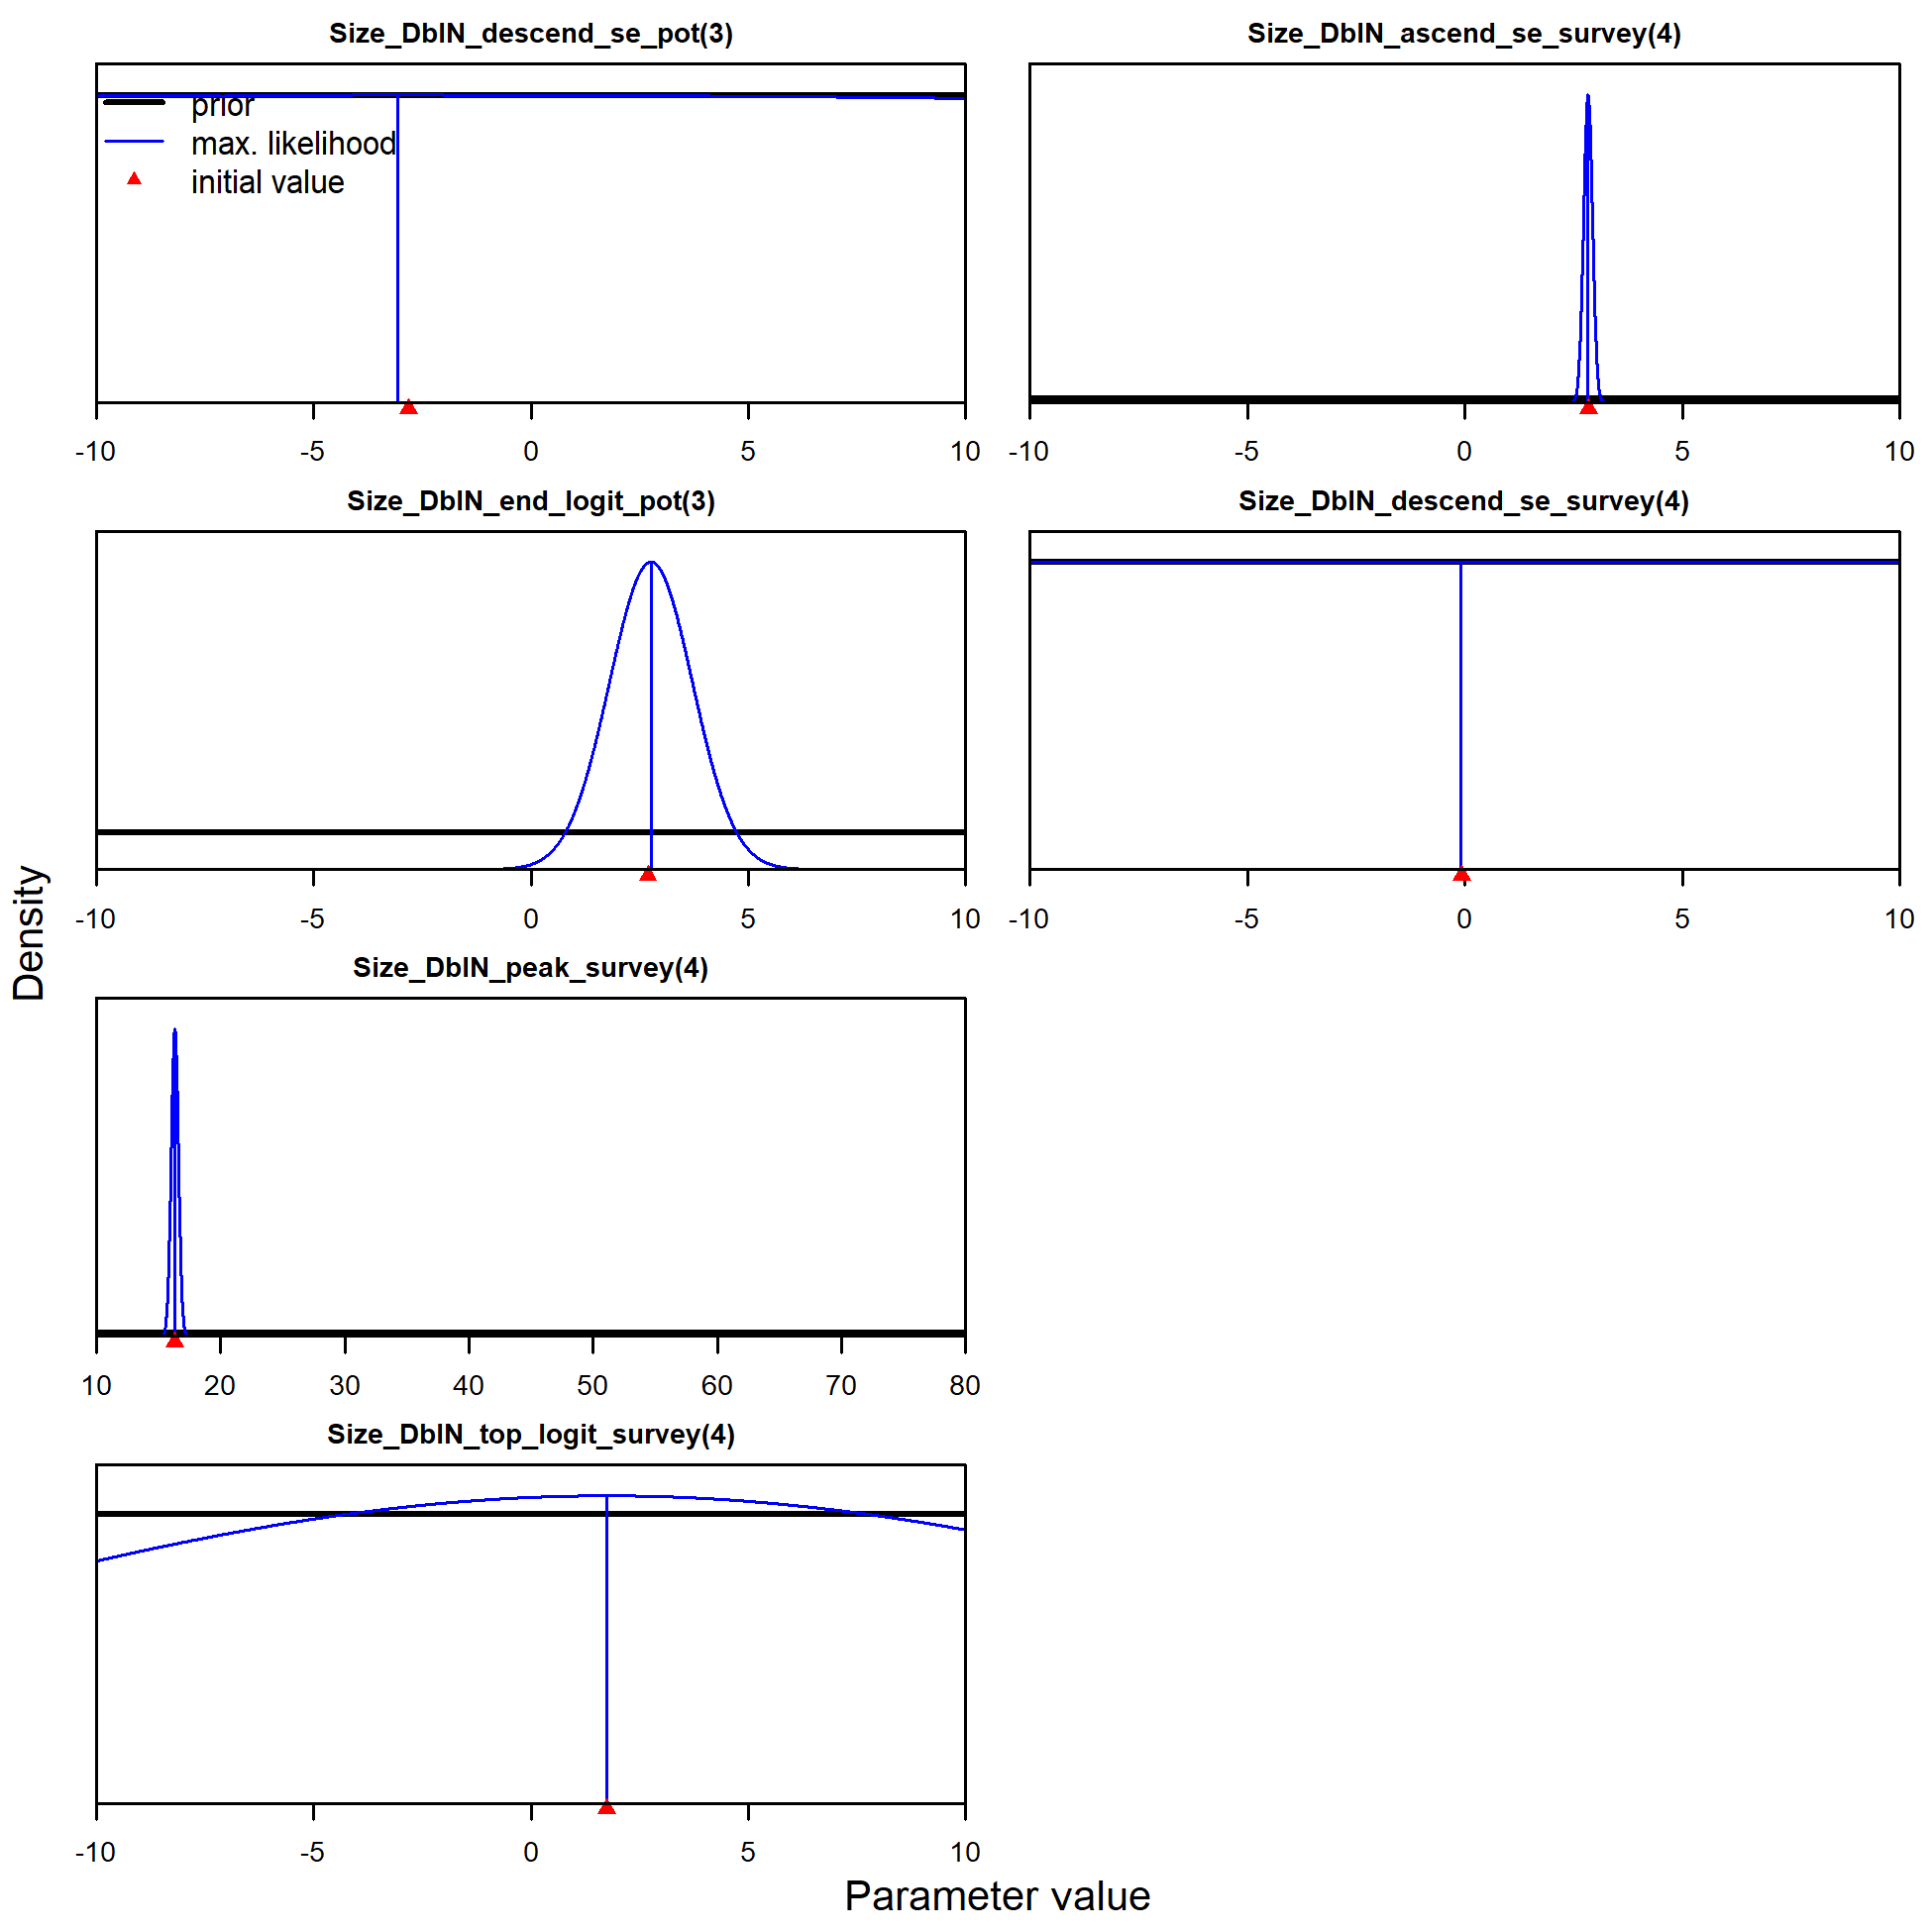 Size_DblN_descend_se_pot(3)
prior
max. likelihood
initial value
-10 -5 0 5 10
Size_DblN_ascend_se_survey(4)
-10 -5 0 5 10
Size_DblN_end_logit_pot(3)
-10 -5 0 5 10
Size_DblN_descend_se_survey(4)
-10 -5 0 5 10
Size_DblN_peak_survey(4)
10 20 30 40 50 60 70 80
Size_DblN_top_logit_survey(4)
-10 -5 0 5 10
Density
Parameter value